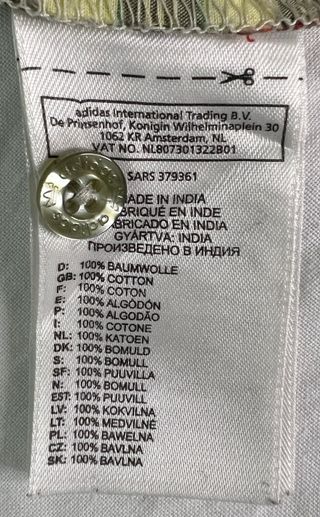 adidas International Trading B.V.
De Prinsenhof, Konigin Wilhelminaplein 30
1062 KR Amsterdam, NL
VAT NO. NL807301322B01
SARS 379361
ADE IN INDIA
BRIQUÉ EN INDE
BRICADO EN INDIA
GYÁRTVA: INDIA
ПРОИЗВЕДЕНО В ИНДИЯ
D: 100% BAUMWOLLE
GB: 100% COTTON
F: 100% COTON
E: 100% ALGODÓN
P: 100% ALGODÃO
I: 100% COTONE
NL: 100% KATOEN
DK: 100% BOMULD
S: 100% BOMULL
SF: 100% PUUVILLA
N: 100% BOMULL
EST: 100% PUUVILL
LV: 100% KOKVILNA
LT: 100% MEDVILNĖ
PL: 100% BAWEŁNA
CZ: 100% BAVLNA
SK: 100% BAVLNA